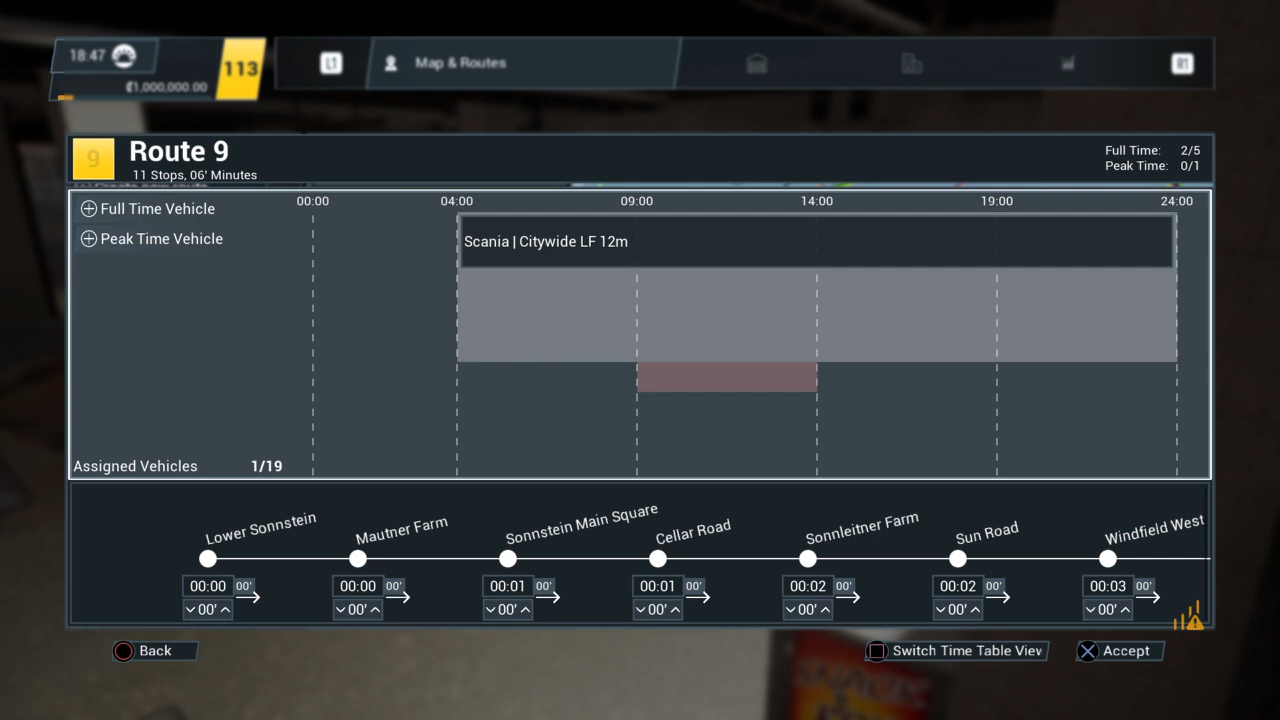 18:47
₡1,000,000.00
113
L1
Map & Routes
R1
9
Route 9
11 Stops, 06' Minutes
Full Time: 2/5
Peak Time: 0/1
Full Time Vehicle
Peak Time Vehicle
00:00 04:00 09:00 14:00 19:00 24:00
Scania | Citywide LF 12m
Assigned Vehicles 1/19
Lower Sonnstein
Mautner Farm
Sonnstein Main Square
Cellar Road
Sonnleitner Farm
Sun Road
Windfield West
00:00 00' 00:00 00' 00:01 00' 00:01 00' 00:02 00' 00:02 00' 00:03 00'
00' 00' 00' 00' 00' 00' 00'
Back
Switch Time Table View
Accept